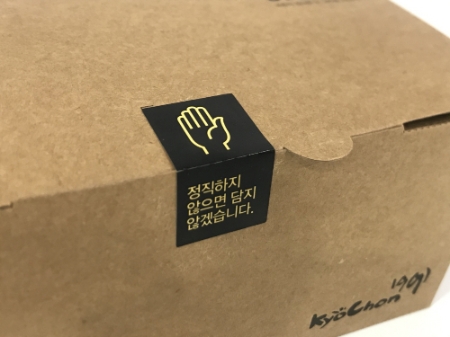 정직하지
않으면 담지
않겠습니다.
KyoChon 1991